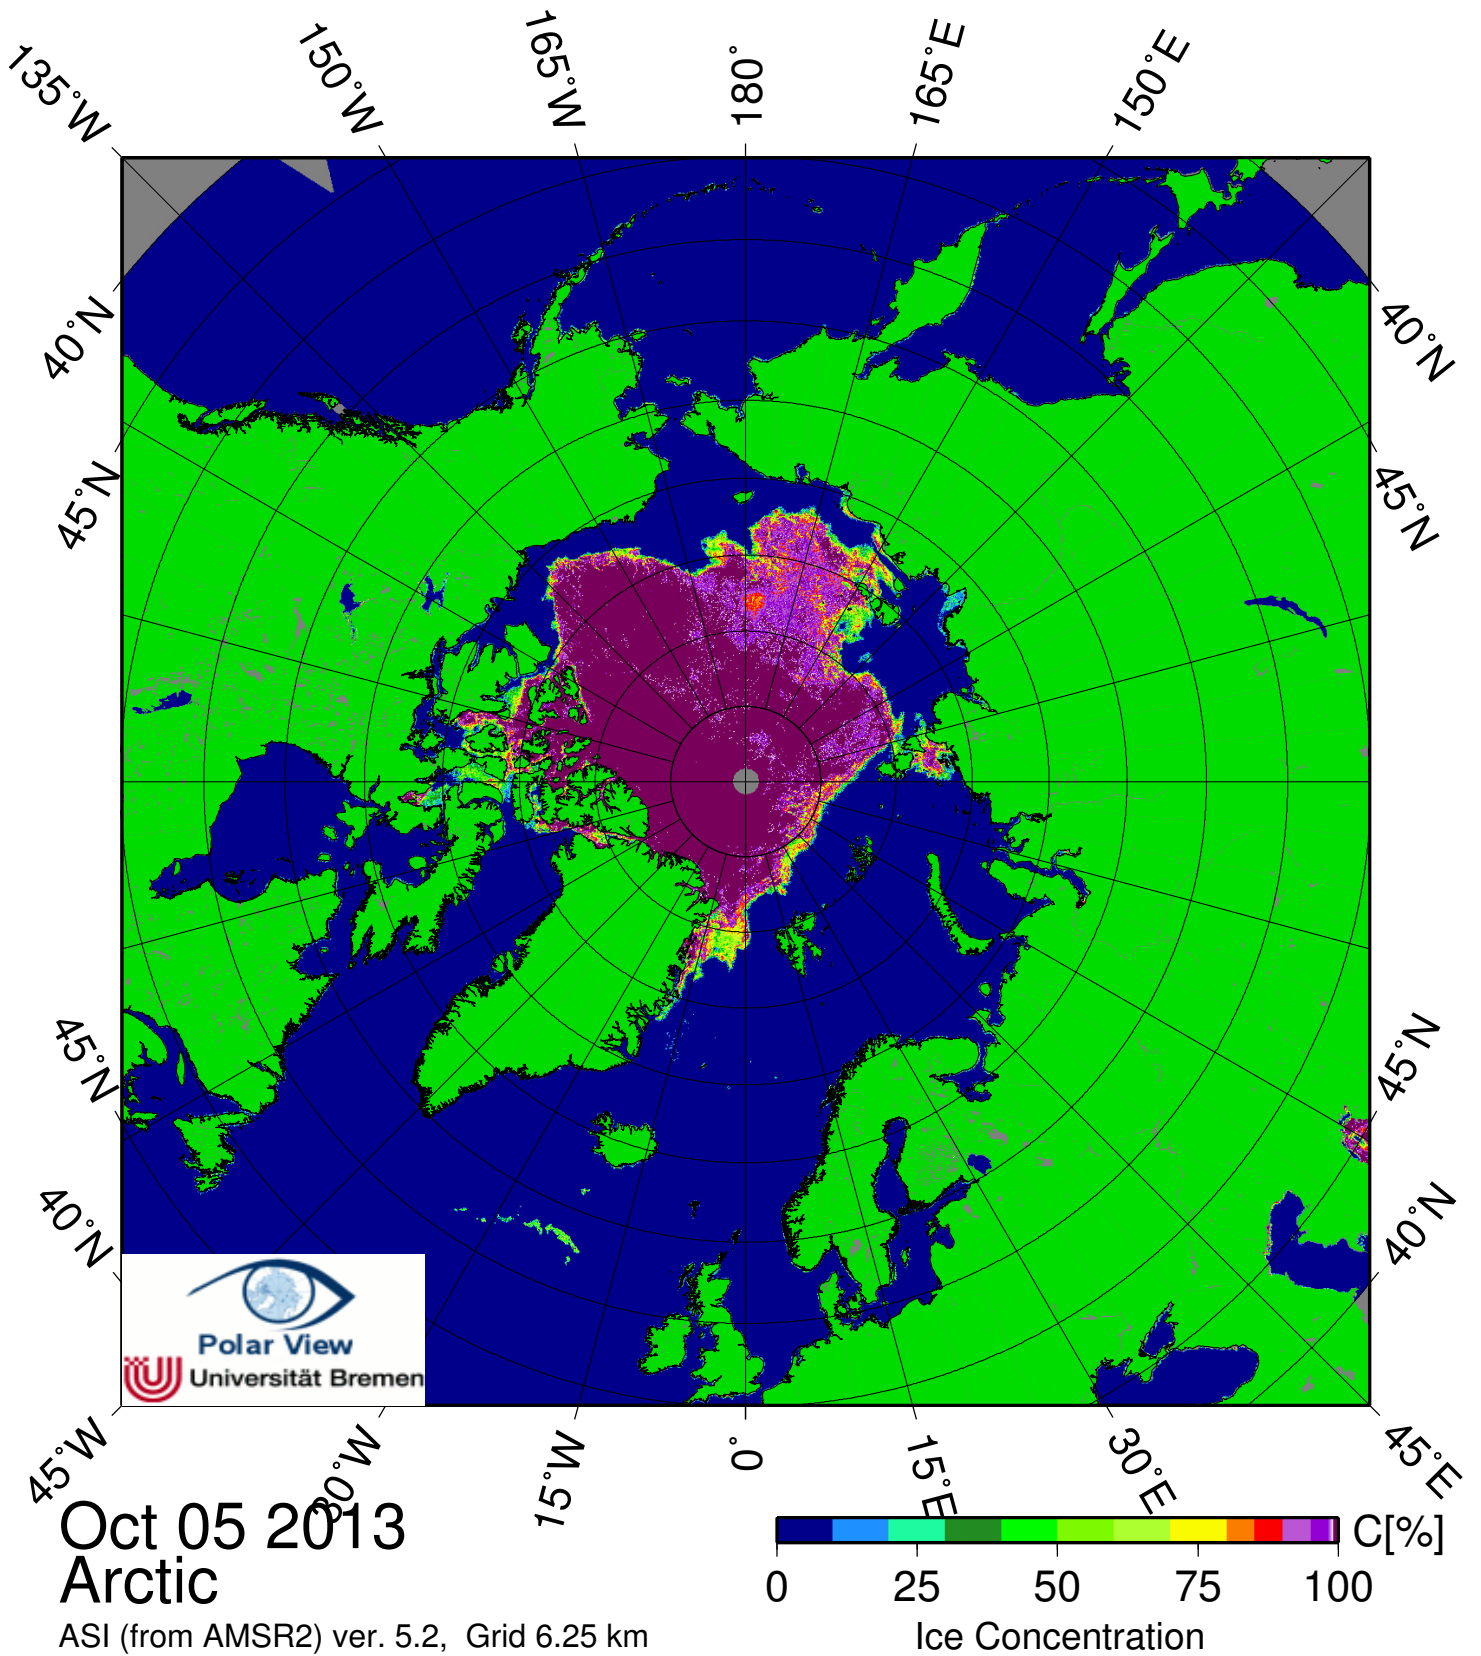 135°W
150°W
165°W
180°
165°E
150°E
40°N
40°N
45°N
45°N
45°N
45°N
40°N
40°N
Polar View
Universität Bremen
45°W
30°W
15°W
0°
15°E
30°E
45°E
Oct 05 2013
Arctic
ASI (from AMSR2) ver. 5.2, Grid 6.25 km
C[%]
0 25 50 75 100
Ice Concentration